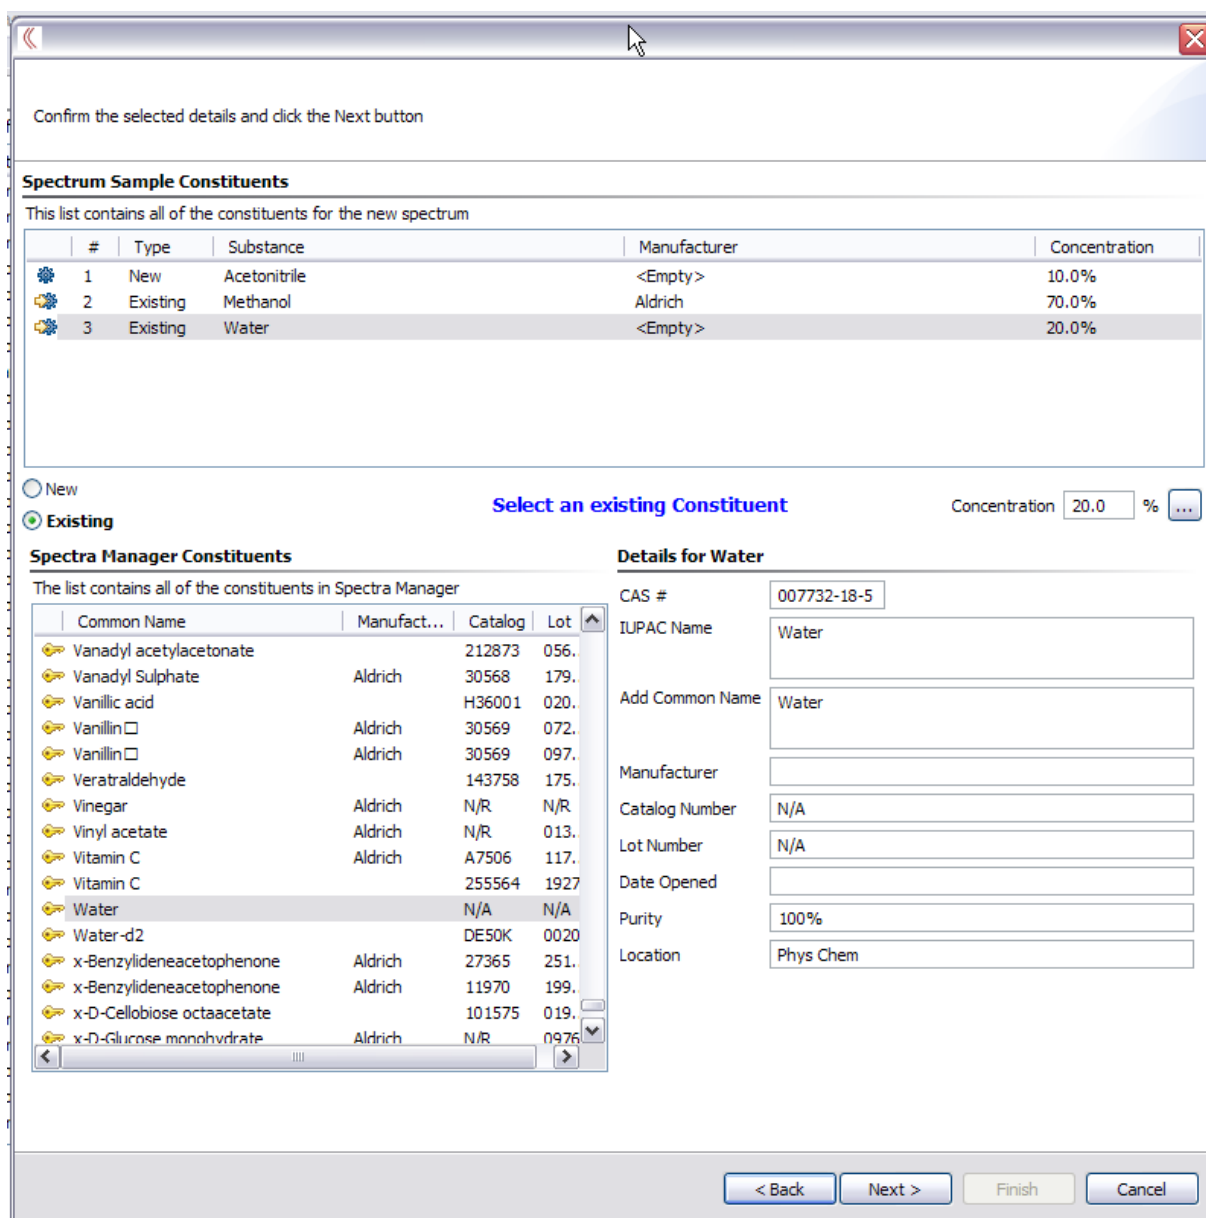 Confirm the selected details and click the Next button
Spectrum Sample Constituents
This list contains all of the constituents for the new spectrum
# Type Substance Manufacturer Concentration
1 New Acetonitrile <Empty> 10.0%
2 Existing Methanol Aldrich 70.0%
3 Existing Water <Empty> 20.0%
New
Existing
Select an existing Constituent
Concentration 20.0 % ...
Spectra Manager Constituents
The list contains all of the constituents in Spectra Manager
Common Name Manufact... Catalog Lot
Vanadyl acetylacetonate 212873 056.
Vanadyl Sulphate Aldrich 30568 179.
Vanillic acid H36001 020.
Vanillin□ Aldrich 30569 072.
Vanillin□ Aldrich 30569 097.
Veratraldehyde 143758 175.
Vinegar Aldrich N/R N/R
Vinyl acetate Aldrich N/R 013.
Vitamin C Aldrich A7506 117.
Vitamin C 255564 1927
Water N/A N/A
Water-d2 DE50K 0020
x-Benzylideneacetophenone Aldrich 27365 251.
x-Benzylideneacetophenone Aldrich 11970 199.
x-D-Cellobiose octaacetate 101575 019.
x-D-Glucose monohydrate Aldrich N/R 0976
Details for Water
CAS # 007732-18-5
IUPAC Name Water
Add Common Name Water
Manufacturer
Catalog Number N/A
Lot Number N/A
Date Opened
Purity 100%
Location Phys Chem
< Back Next > Finish Cancel